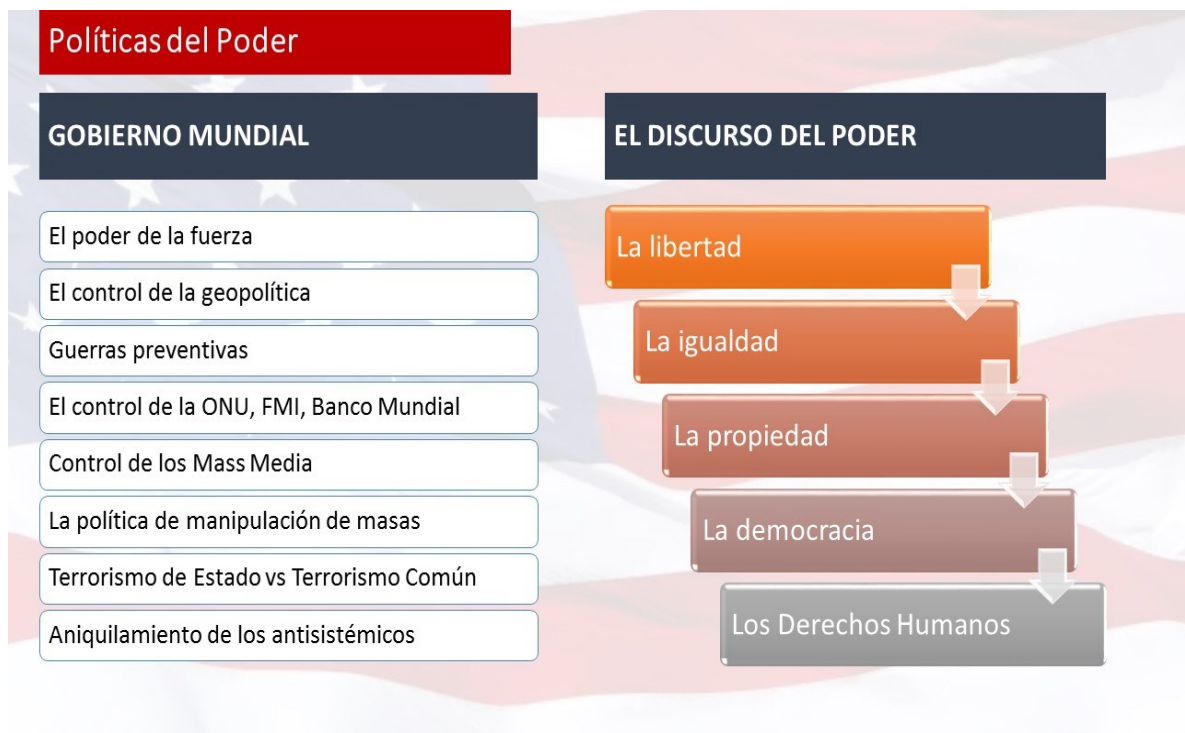 Políticas del Poder
GOBIERNO MUNDIAL
El poder de la fuerza
El control de la geopolítica
Guerras preventivas
El control de la ONU, FMI, Banco Mundial
Control de los Mass Media
La política de manipulación de masas
Terrorismo de Estado vs Terrorismo Común
Aniquilamiento de los antisistémicos
EL DISCURSO DEL PODER
La libertad
La igualdad
La propiedad
La democracia
Los Derechos Humanos